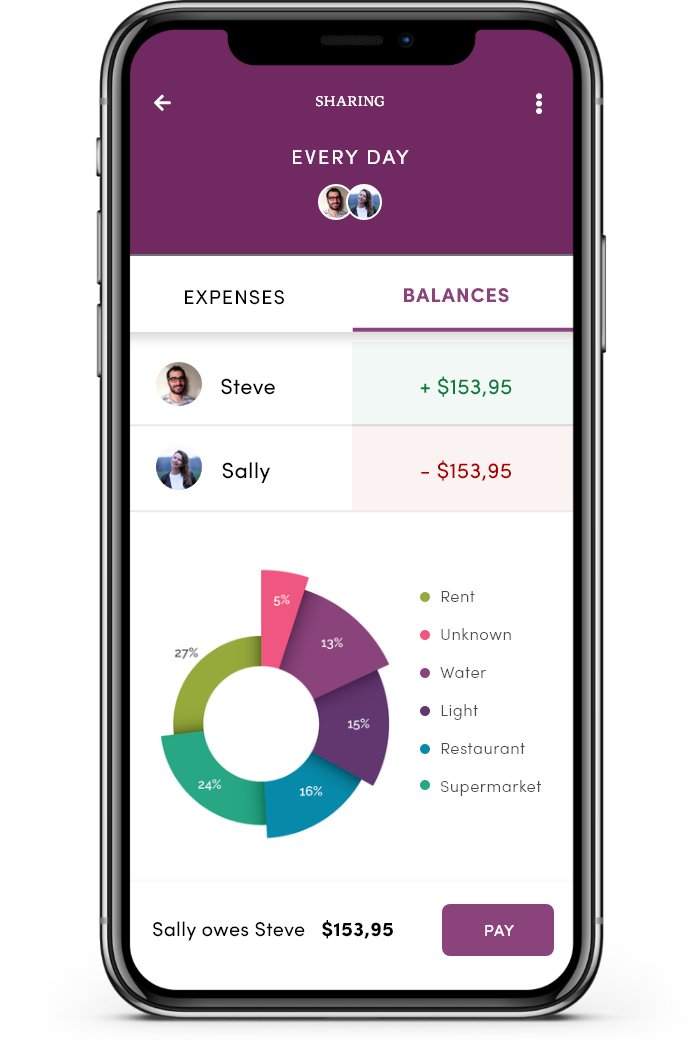 SHARING
EVERY DAY
EXPENSES BALANCES
Steve + $153,95
Sally - $153,95
5%
13%
27%
15%
24%
16%
Rent
Unknown
Water
Light
Restaurant
Supermarket
Sally owes Steve $153,95 PAY